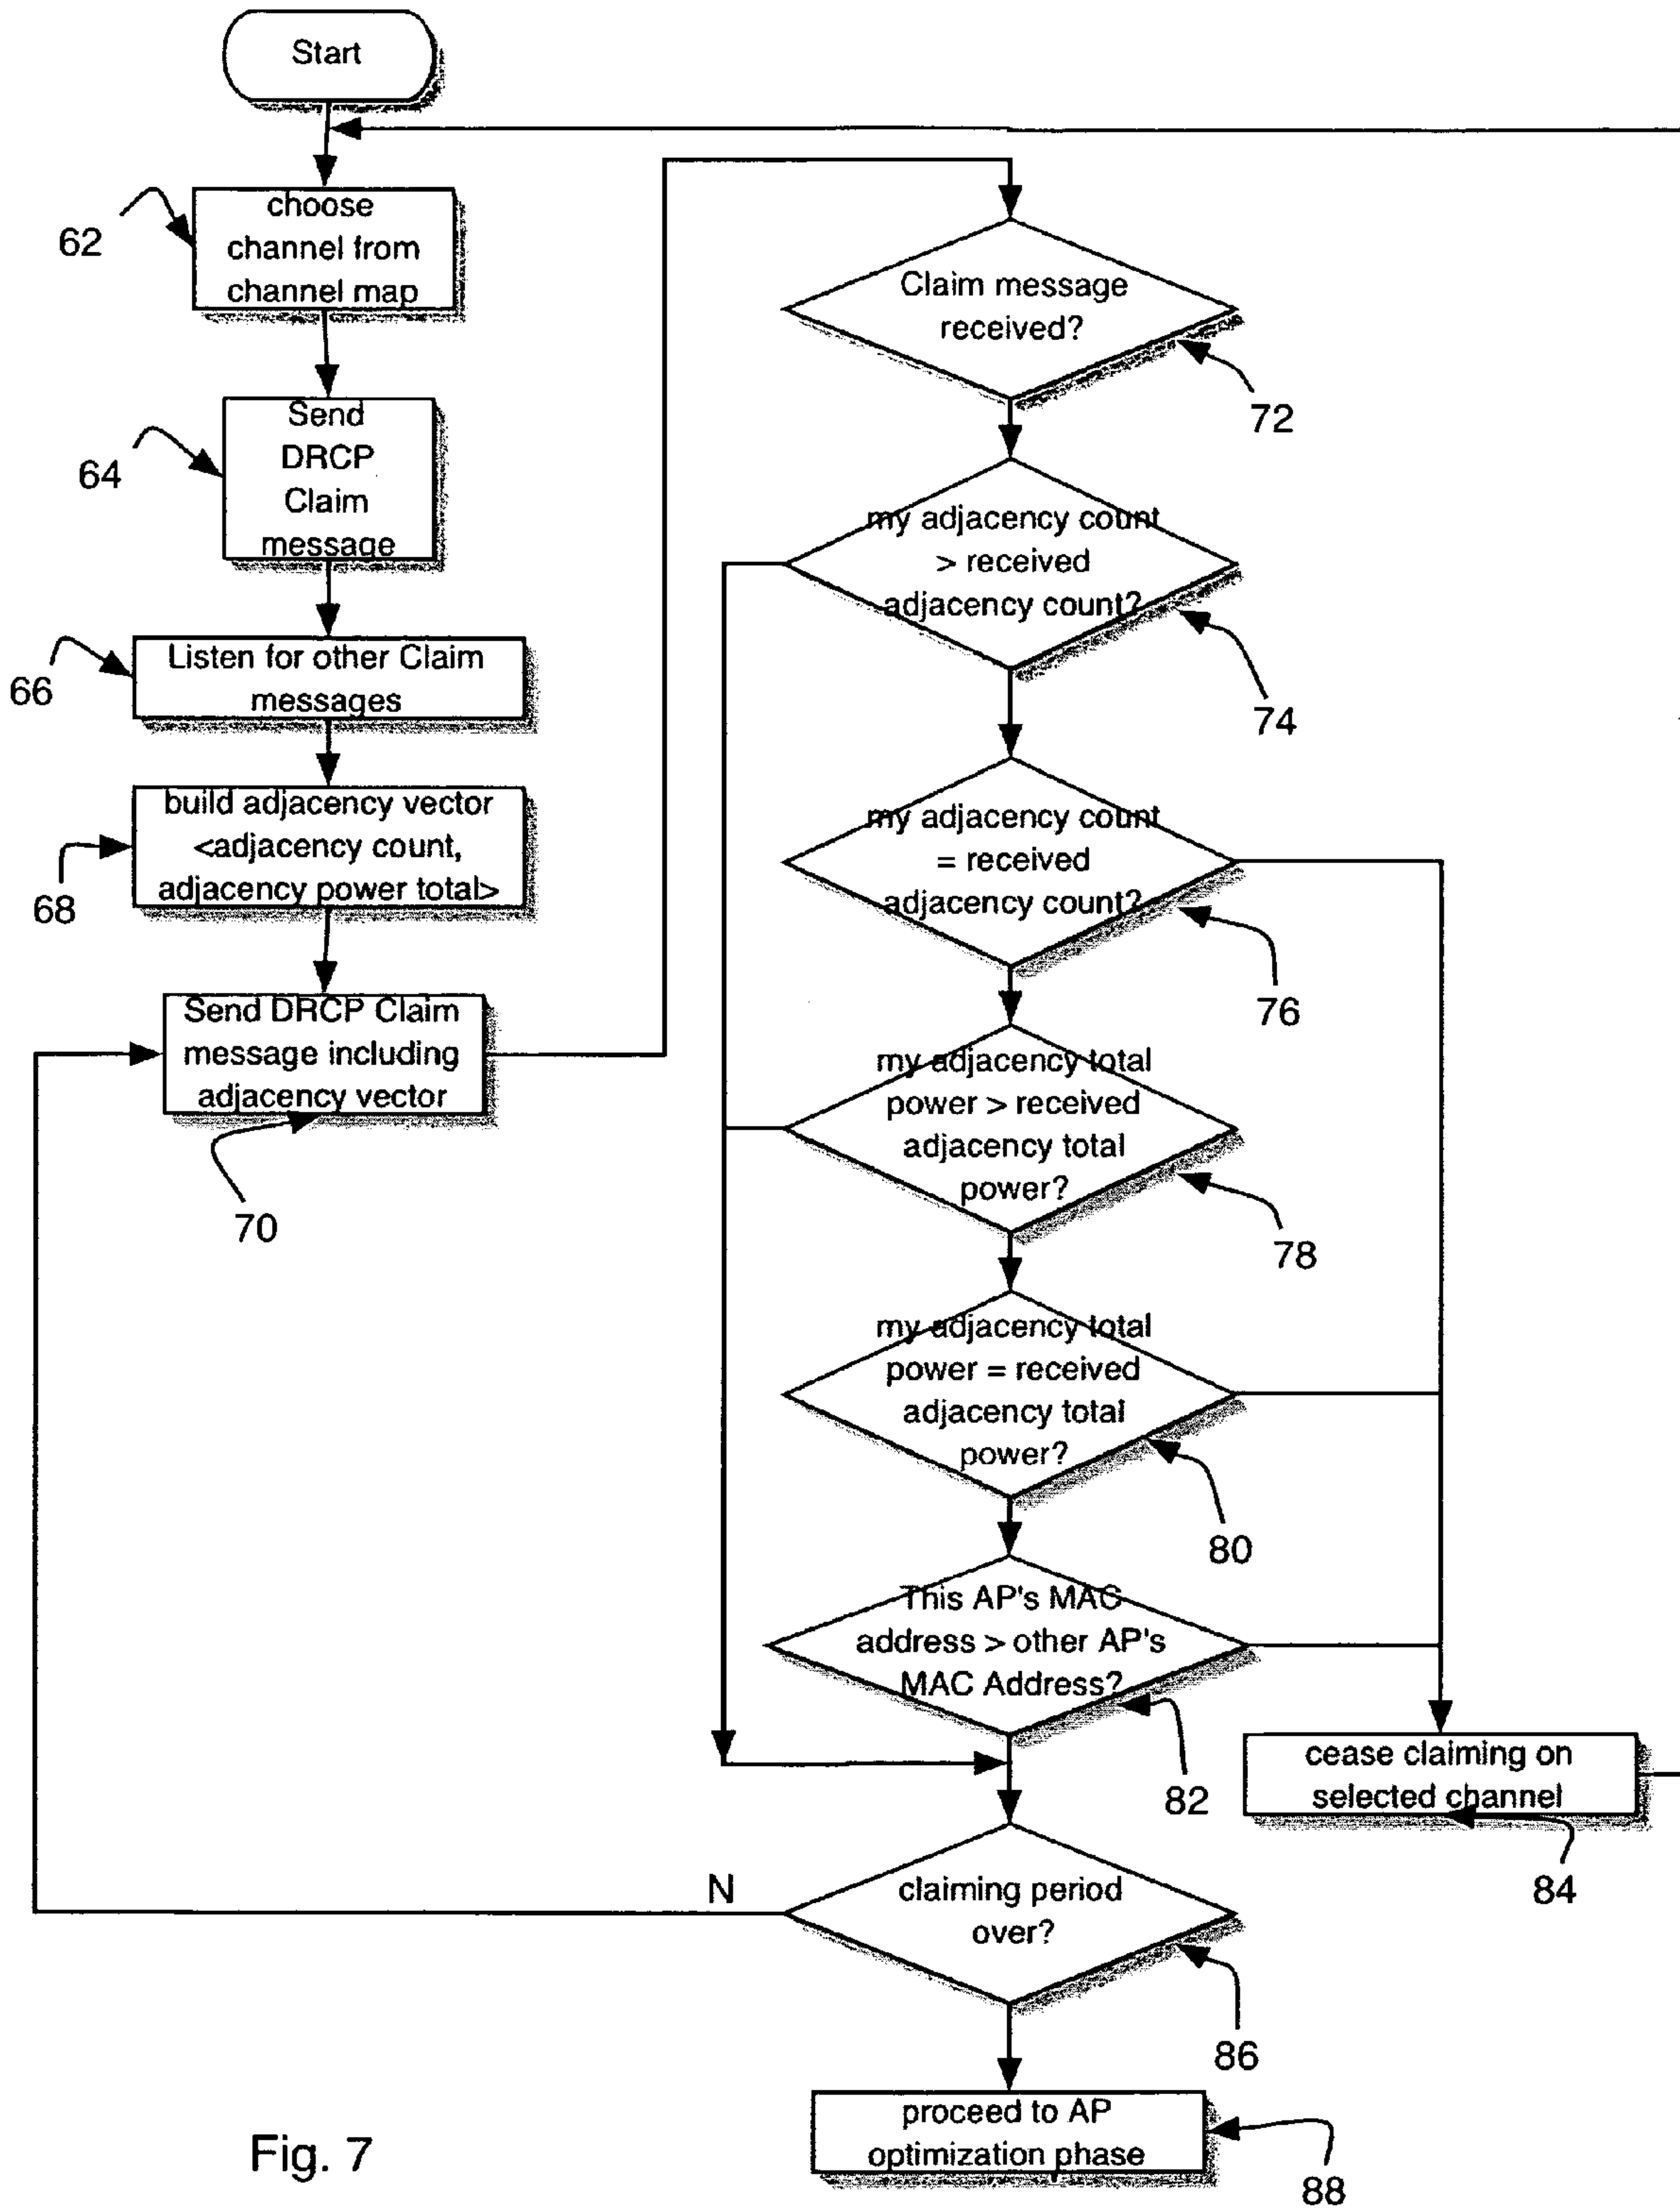 Start
choose
channel from
channel map
62
Send
DRCP
Claim
message
64
Listen for other Claim
messages
66
build adjacency vector
<adjacency count,
adjacency power total>
68
Send DRCP Claim
message including
adjacency vector
70
Claim message
received?
72
my adjacency count
> received
adjacency count?
74
my adjacency count
= received
adjacency count?
76
my adjacency total
power > received
adjacency total
power?
78
my adjacency total
power = received
adjacency total
power?
80
This AP's MAC
address > other AP's
MAC Address?
82
cease claiming on
selected channel
84
N
claiming period
over?
86
proceed to AP
optimization phase
88
Fig. 7